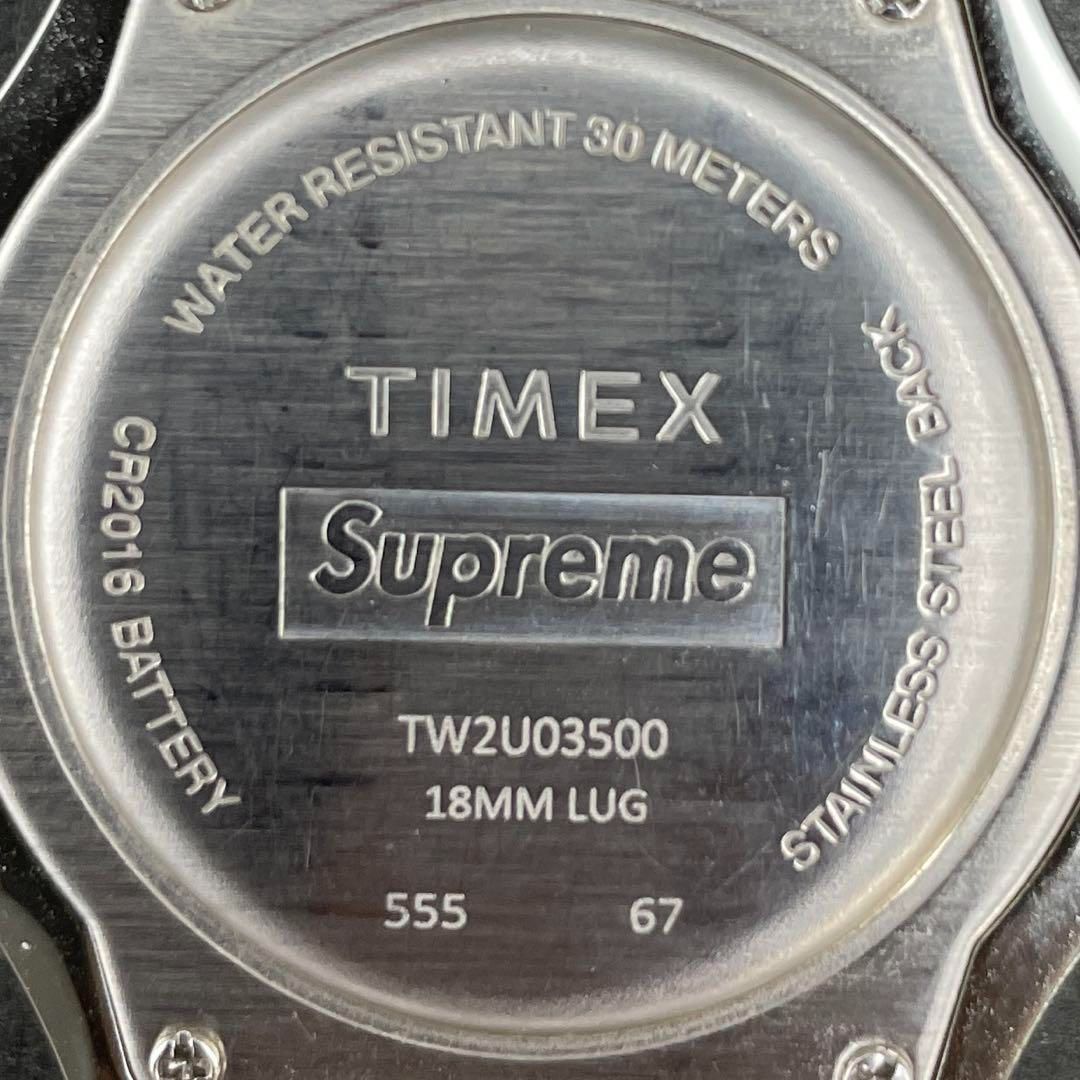 WATER RESISTANT 30 METERS
STAINLESS STEEL BACK
CR2016 BATTERY
TIMEX
Supreme
TW2U03500
18MM LUG
555 67